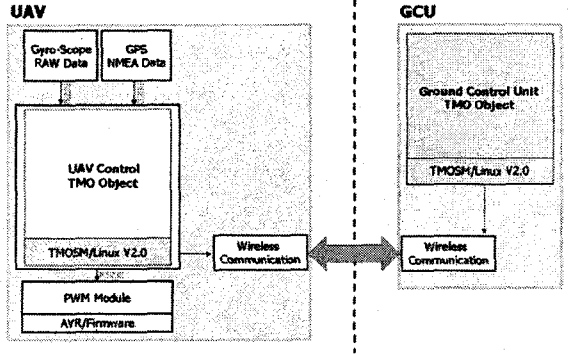 UAV
Gyro-Scope
RAW Data
GPS
NMEA Data
UAV Control
TMO Object
TMOSM/Linux V2.0
Wireless
Communication
PWM Module
AVR/Firmware
GCU
Ground Control Unit
TMO Object
TMOSM/Linux V2.0
Wireless
Communication